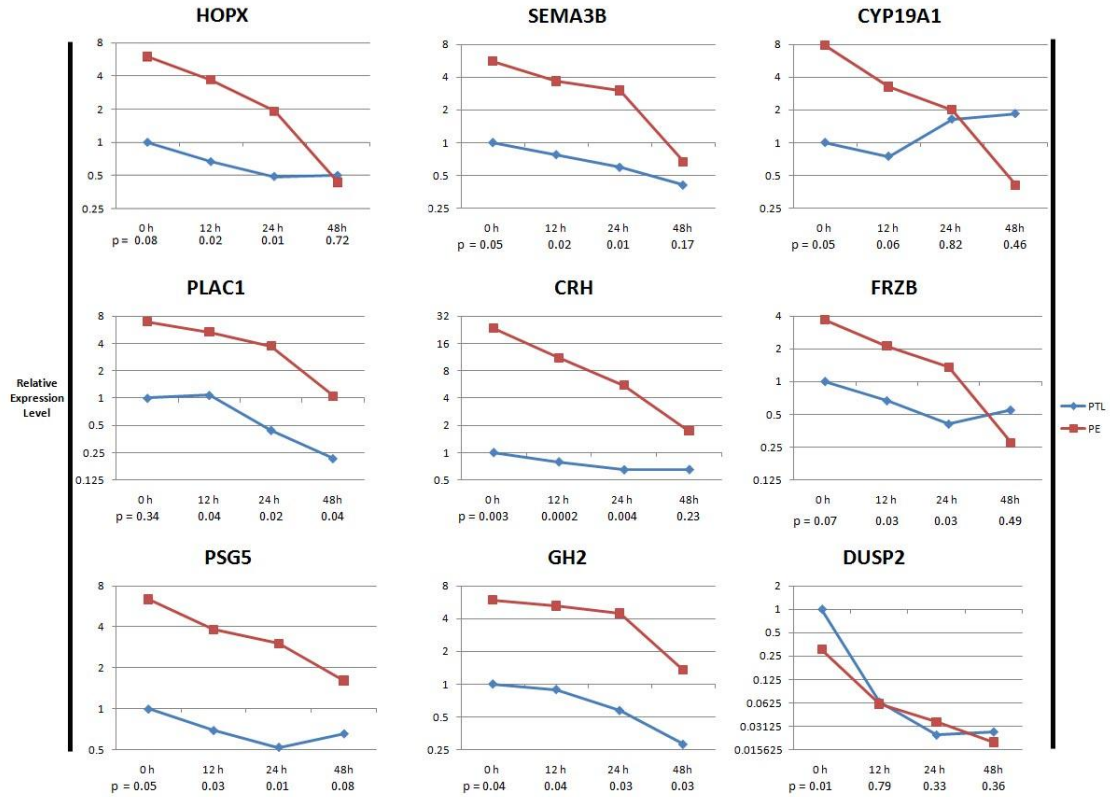 HOPX
8
4
2
1
0.5
0.25
0 h 12 h 24 h 48h
p = 0.08 0.02 0.01 0.72
SEMA3B
8
4
2
1
0.5
0.25
0 h 12 h 24 h 48h
p = 0.05 0.02 0.01 0.17
CYP19A1
8
4
2
1
0.5
0.25
0 h 12 h 24 h 48h
p = 0.05 0.06 0.82 0.46
Relative
Expression
Level
PLAC1
8
4
2
1
0.5
0.25
0.125
0 h 12 h 24 h 48h
p = 0.34 0.04 0.02 0.04
CRH
32
16
8
4
2
1
0.5
0 h 12 h 24 h 48h
p = 0.003 0.0002 0.004 0.23
FRZB
4
2
1
0.5
0.25
0.125
0 h 12 h 24 h 48h
p = 0.07 0.03 0.03 0.49
PTL
PE
PSG5
8
4
2
1
0.5
0 h 12 h 24 h 48h
p = 0.05 0.03 0.01 0.08
GH2
8
4
2
1
0.5
0.25
0 h 12 h 24 h 48h
p = 0.04 0.04 0.03 0.03
DUSP2
2
1
0.5
0.25
0.125
0.0625
0.03125
0.015625
0 h 12 h 24 h 48h
p = 0.01 0.79 0.33 0.36